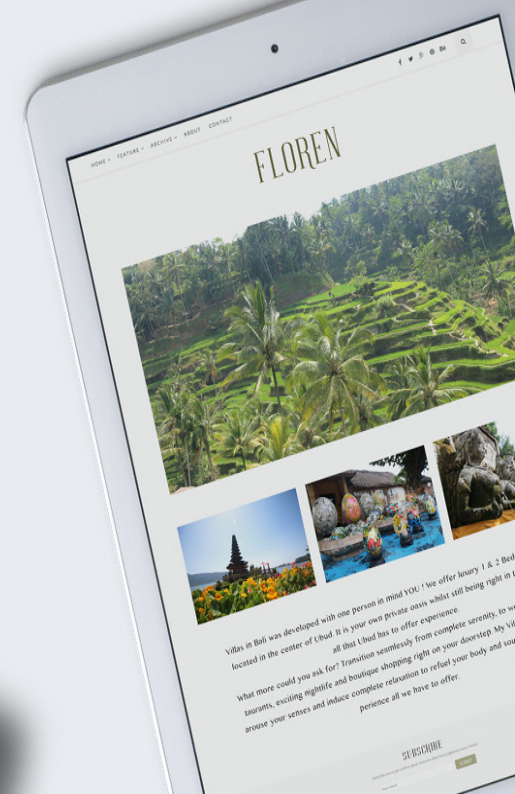 HOME FEATURE ARCHIVE ABOUT CONTACT
FLOREN
Villas in Bali was developed with one person in mind YOU ! We offer luxury 1 & 2 Bed
located in the center of Ubud. It is your own private oasis whilst still being right in
all that Ubud has to offer experience.
What more could you ask for? Transition seamlessly from complete serenity, to
taurants, exciting nightlife and boutique shopping right on your doorstep. My
arouse your senses and induce complete relaxation to refuel your body and
perience all we have to offer.
SUBSCRIBE